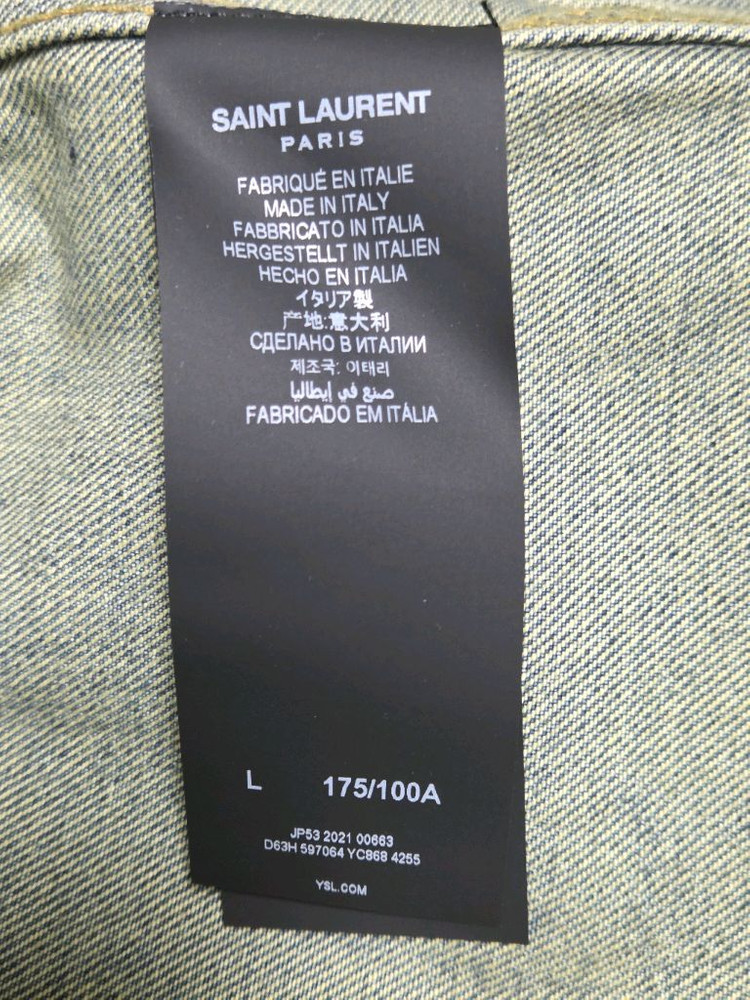 SAINT LAURENT
PARIS
FABRIQUÉ EN ITALIE
MADE IN ITALY
FABBRICATO IN ITALIA
HERGESTELLT IN ITALIEN
HECHO EN ITALIA
イタリア製
产地:意大利
СДЕЛАНО В ИТАЛИИ
제조국: 이태리
صنع في إيطاليا
FABRICADO EM ITÁLIA
L 175/100A
JP53 2021 00663
D63H 597064 YC868 4255
YSL.COM